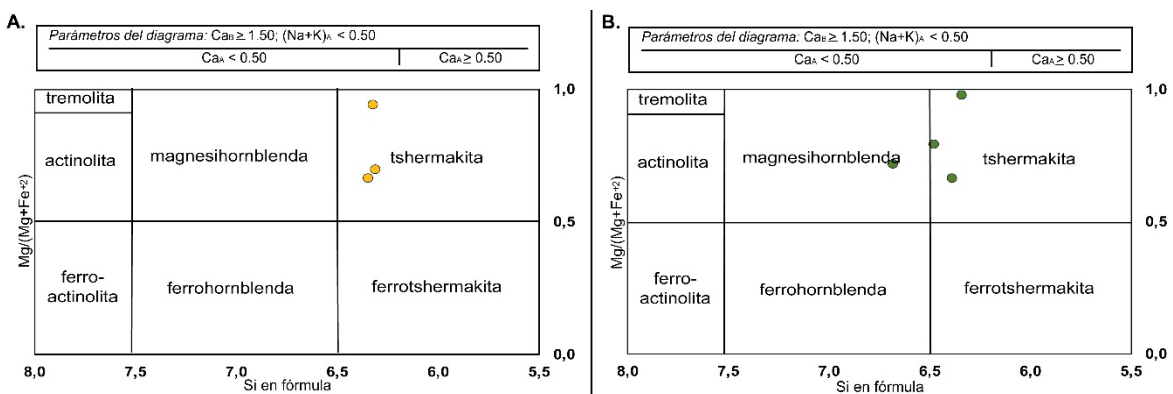 A.
Parámetros del diagrama: CaB ≥ 1.50; (Na+K)A < 0.50
CaA < 0.50
CaA ≥ 0.50
tremolita
actinolita
magnesihornblenda
tshermakita
ferro-
actinolita
ferrohornblenda
ferrotshermakita
Mg/(Mg+Fe+2)
1,0
0,5
0,0
8,0 7,5 7,0 6,5 6,0 5,5
Si en fórmula
B.
Parámetros del diagrama: CaB ≥ 1.50; (Na+K)A < 0.50
CaA < 0.50
CaA ≥ 0.50
tremolita
actinolita
magnesihornblenda
tshermakita
ferro-
actinolita
ferrohornblenda
ferrotshermakita
Mg/(Mg+Fe+2)
1,0
0,5
0,0
8,0 7,5 7,0 6,5 6,0 5,5
Si en fórmula